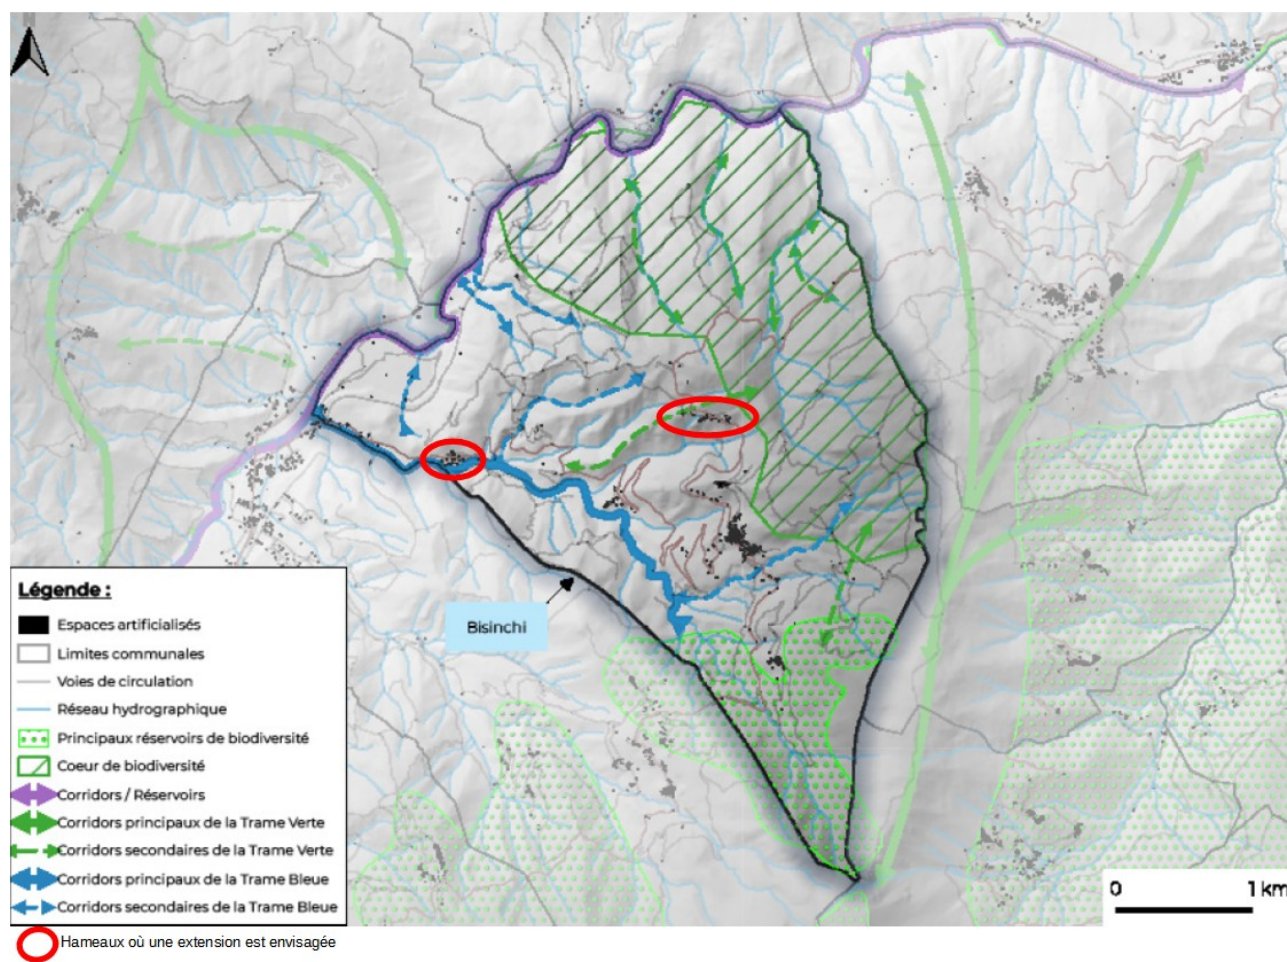 Bisinchi
Légende :
Espaces artificialisés
Limites communales
Voies de circulation
Réseau hydrographique
Principaux réservoirs de biodiversité
Coeur de biodiversité
Corridors / Réservoirs
Corridors principaux de la Trame Verte
Corridors secondaires de la Trame Verte
Corridors principaux de la Trame Bleue
Corridors secondaires de la Trame Bleue
Hameaux où une extension est envisagée
0 1 km